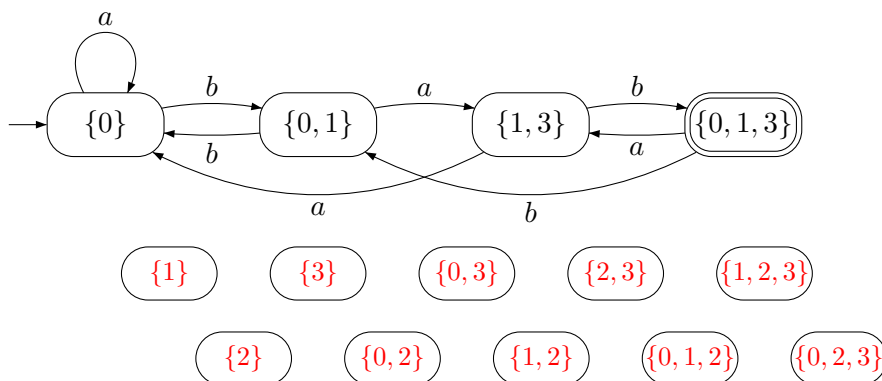 a
b b
{0} {0, 1} a {1, 3} {0, 1, 3}
b a
a b
{1} {3} {0, 3} {2, 3} {1, 2, 3}
{2} {0, 2} {1, 2} {0, 1, 2} {0, 2, 3}